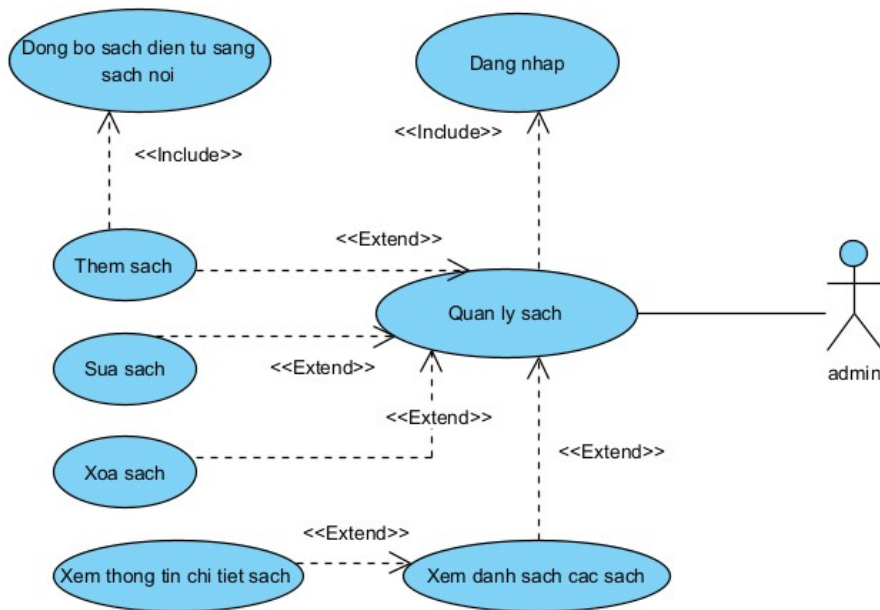 Dong bo sach dien tu sang
sach noi
Dang nhap
<<Include>>
<<Include>>
Them sach
<<Extend>>
Quan ly sach
admin
Sua sach
<<Extend>>
<<Extend>>
Xoa sach
<<Extend>>
<<Extend>>
Xem thong tin chi tiet sach
Xem danh sach cac sach